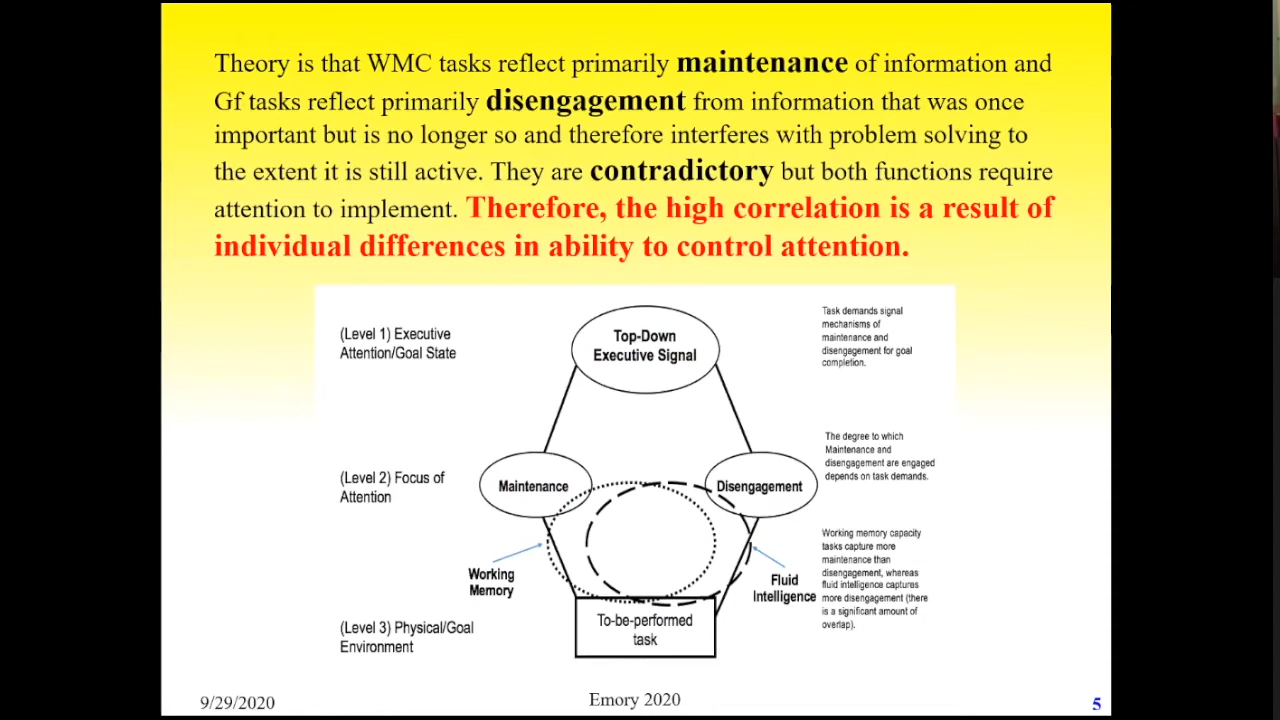 Theory is that WMC tasks reflect primarily maintenance of information and
Gf tasks reflect primarily disengagement from information that was once
important but is no longer so and therefore interferes with problem solving to
the extent it is still active. They are contradictory but both functions require
attention to implement. Therefore, the high correlation is a result of
individual differences in ability to control attention.
(Level 1) Executive
Attention/Goal State
Top-Down
Executive Signal
Task demands signal
mechanisms of
maintenance and
disengagement for goal
completion.
(Level 2) Focus of
Attention
Maintenance
Disengagement
The degree to which
Maintenance and
disengagement are engaged
depends on task demands.
Working
Memory
Fluid
Intelligence
Working memory capacity
tasks capture more
maintenance than
disengagement, whereas
fluid intelligence captures
more disengagement (there
is a significant amount of
overlap).
(Level 3) Physical/Goal
Environment
To-be-performed
task
9/29/2020
Emory 2020
5